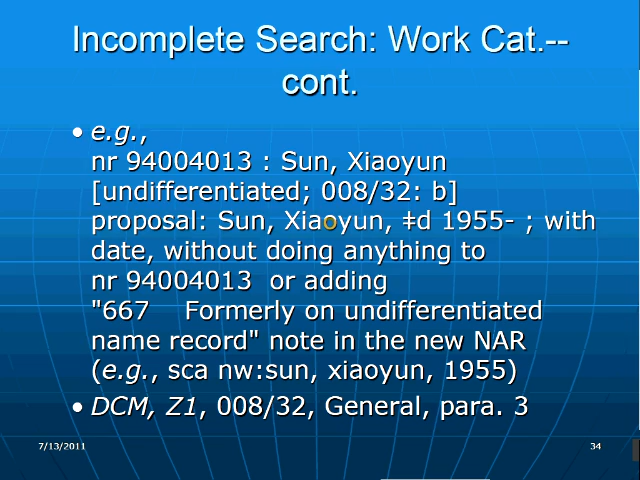 Incomplete Search: Work Cat.--
cont.
• e.g.,
nr 94004013 : Sun, Xiaoyun
[undifferentiated; 008/32: b]
proposal: Sun, Xiaoyun, ǂd 1955- ; with
date, without doing anything to
nr 94004013 or adding
"667 Formerly on undifferentiated
name record" note in the new NAR
(e.g., sca nw:sun, xiaoyun, 1955)
• DCM, Z1, 008/32, General, para. 3
7/13/2011 34